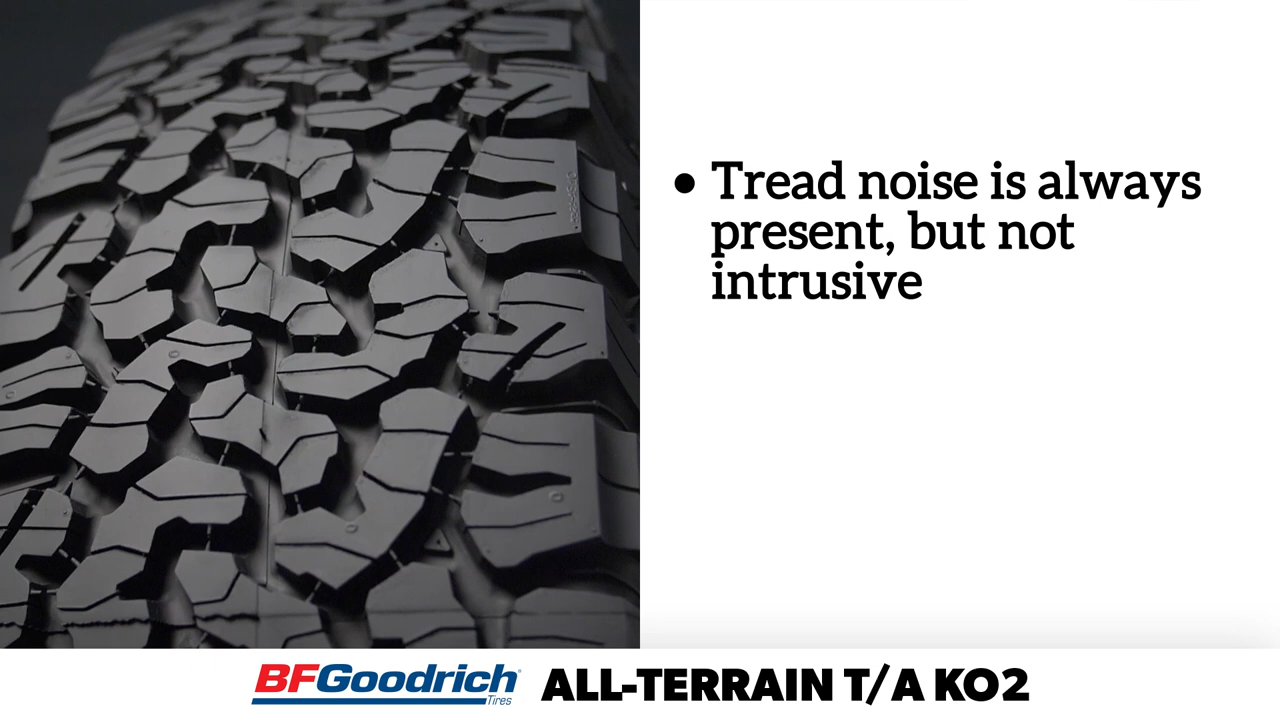 • Tread noise is always
present, but not
intrusive
BFGoodrich Tires ALL-TERRAIN T/A KO2